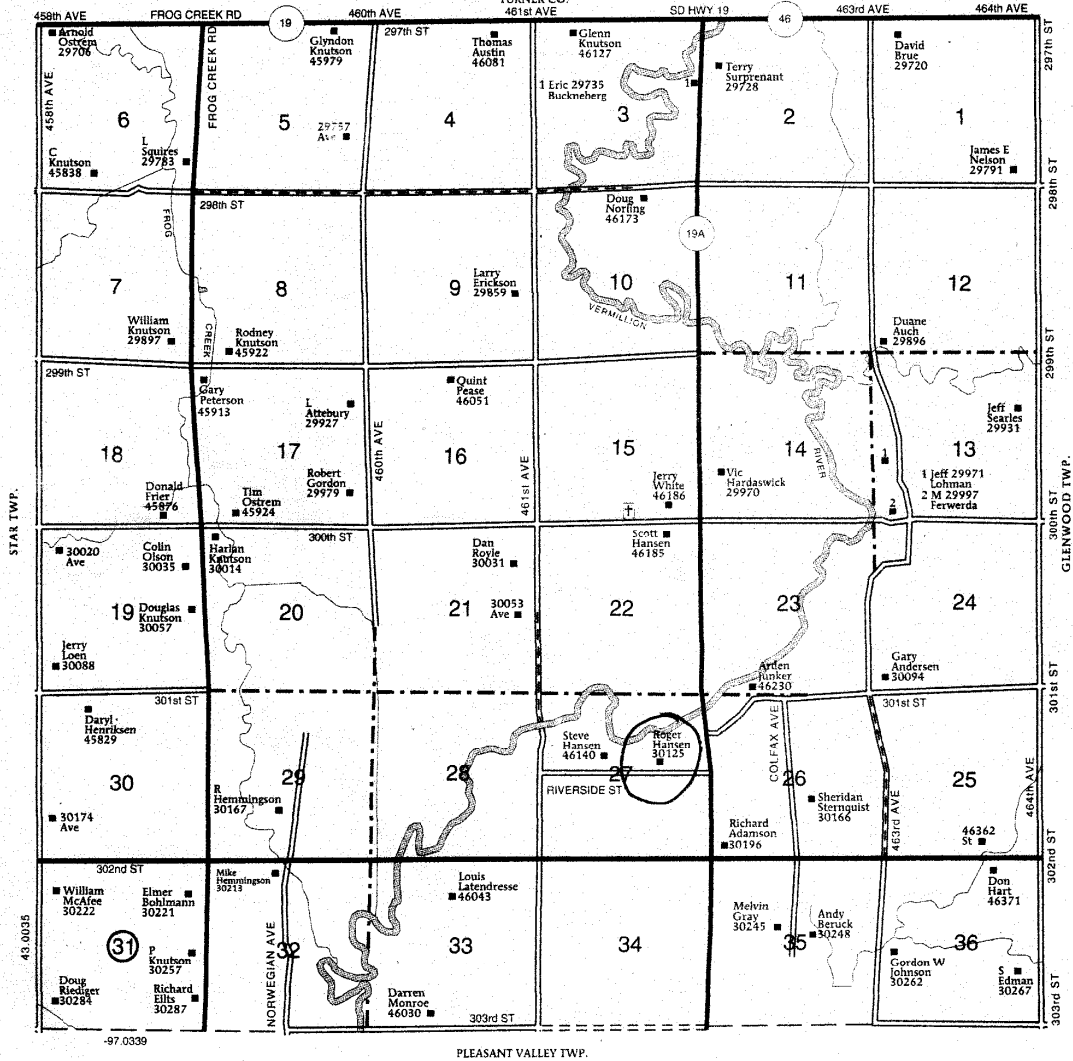 TURNER CO.
458th AVE
FROG CREEK RD
19
460th AVE
461st AVE
SD HWY 19
46
463rd AVE
464th AVE
297th ST
297th ST
Arnold
Ostrem
29706
Glyndon
Knutson
45979
Thomas
Austin
46081
Glenn
Knutson
46127
David
Brue
29720
FROG CREEK RD
458th AVE
Terry
Surprenant
29728
1 Eric 29735
Buckneberg
1
6
5
4
3
2
1
29757
Ave
L
Squires
29783
C
Knutson
45838
James E
Nelson
29791
298th ST
298th ST
FROG
Doug
Norling
46173
19A
7
8
9
10
11
12
Larry
Erickson
29859
VERMILLION
William
Knutson
29897
CREEK
Rodney
Knutson
45922
Duane
Auch
29896
299th ST
299th ST
Gary
Peterson
45913
L
Attebury
29927
Quint
Pease
46051
Jeff
Searles
29931
460th AVE
461st AVE
18
17
16
15
14
13
RIVER
Donald
Frier
45876
Tim
Ostrem
45924
Robert
Gordon
29979
Jerry
White
46186
Vic
Hardaswick
29970
1
1 Jeff 29971
Lohman
2 M 29997
Ferwerda
2
STAR TWP.
GLENWOOD TWP.
300th ST
300th ST
30020
Ave
Colin
Olson
30035
Harlan
Knutson
30014
Dan
Royle
30031
Scott
Hansen
46185
19
Douglas
Knutson
30057
20
21
30053
Ave
22
23
24
Jerry
Loen
30088
Arden
Junker
46230
Gary
Andersen
30094
301st ST
301st ST
301st ST
Daryl
Henriksen
45829
Steve
Hansen
46140
Roger
Hansen
30125
COLFAX AVE
30
29
28
27
26
25
RIVERSIDE ST
R
Hemmingson
30167
30174
Ave
Sheridan
Sternquist
30166
463rd AVE
464th AVE
Richard
Adamson
30196
46362
St
302nd ST
302nd ST
William
McAfee
30222
Elmer
Bohlmann
30221
Mike
Hemmingson
30213
Louis
Latendresse
46043
Don
Hart
46371
Melvin
Gray
30245
Andy
Beruck
30248
31
32
33
34
35
36
P
Knutson
30257
Gordon W
Johnson
30262
S
Edman
30267
Doug
Riediger
30284
Richard
Eilts
30287
NORWEGIAN AVE
Darren
Monroe
46030
303rd ST
303rd ST
43.0035
-97.0339
PLEASANT VALLEY TWP.